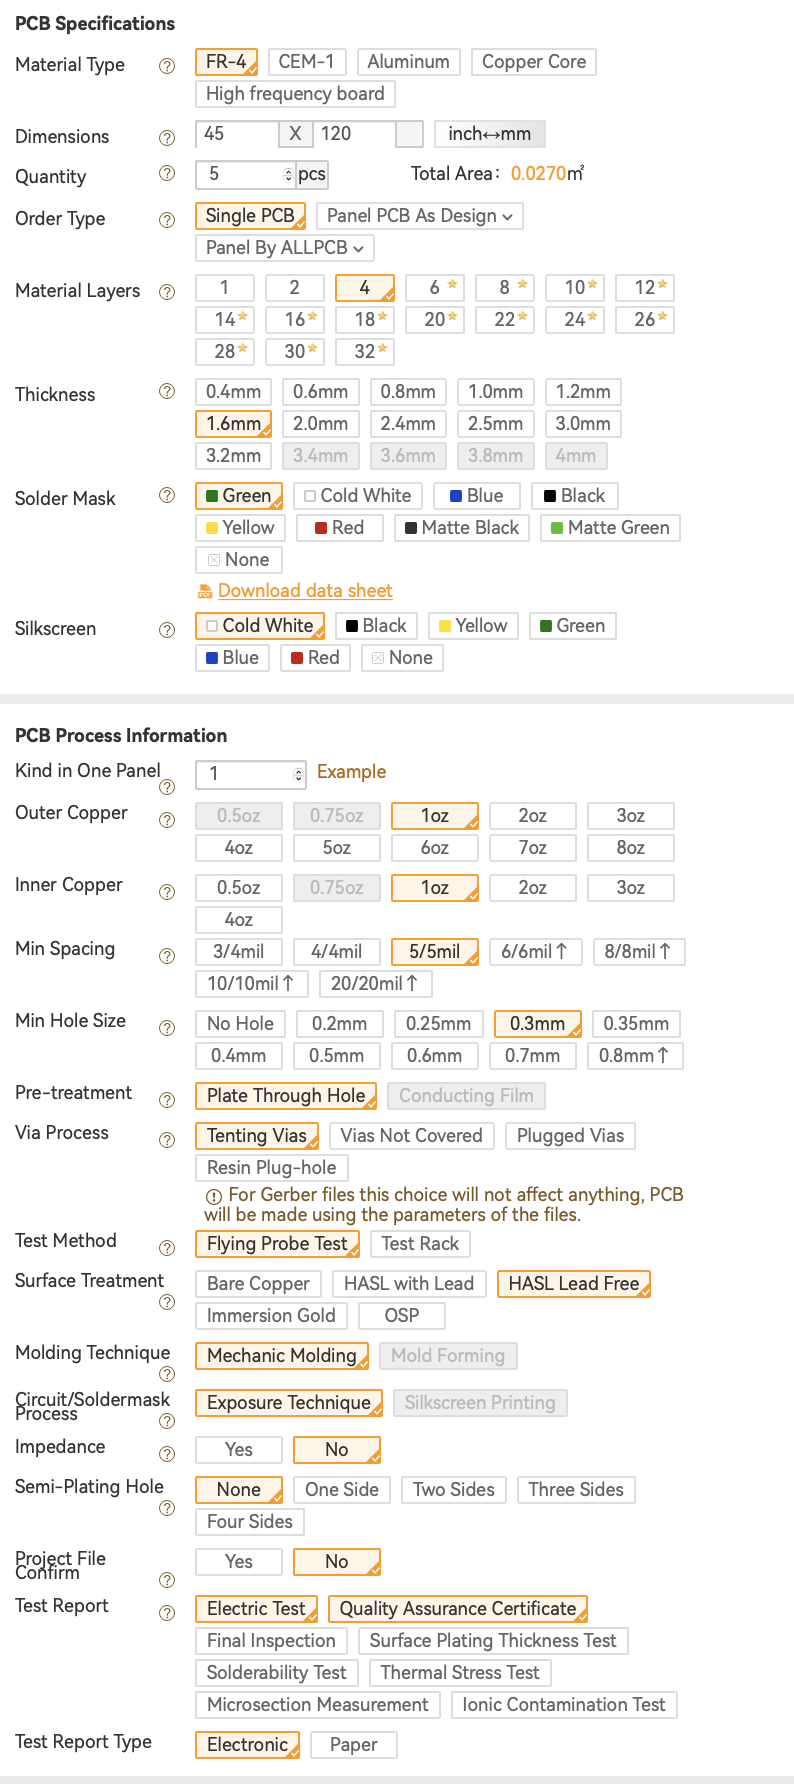 PCB Specifications
Material Type ? FR-4 CEM-1 Aluminum Copper Core
High frequency board
Dimensions ? 45 X 120 inch↔mm
Quantity ? 5 pcs Total Area: 0.0270㎡
Order Type ? Single PCB Panel PCB As Design
Panel By ALLPCB
Material Layers ? 1 2 4 6 8 10 12
14 16 18 20 22 24 26
28 30 32
Thickness ? 0.4mm 0.6mm 0.8mm 1.0mm 1.2mm
1.6mm 2.0mm 2.4mm 2.5mm 3.0mm
3.2mm 3.4mm 3.6mm 3.8mm 4mm
Solder Mask ? Green Cold White Blue Black
Yellow Red Matte Black Matte Green
None
Download data sheet
Silkscreen ? Cold White Black Yellow Green
Blue Red None
PCB Process Information
Kind in One Panel ? 1 Example
Outer Copper ? 0.5oz 0.75oz 1oz 2oz 3oz
4oz 5oz 6oz 7oz 8oz
Inner Copper ? 0.5oz 0.75oz 1oz 2oz 3oz
4oz
Min Spacing ? 3/4mil 4/4mil 5/5mil 6/6mil↑ 8/8mil↑
10/10mil↑ 20/20mil↑
Min Hole Size ? No Hole 0.2mm 0.25mm 0.3mm 0.35mm
0.4mm 0.5mm 0.6mm 0.7mm 0.8mm↑
Pre-treatment ? Plate Through Hole Conducting Film
Via Process ? Tenting Vias Vias Not Covered Plugged Vias
Resin Plug-hole
! For Gerber files this choice will not affect anything, PCB
will be made using the parameters of the files.
Test Method ? Flying Probe Test Test Rack
Surface Treatment ? Bare Copper HASL with Lead HASL Lead Free
Immersion Gold OSP
Molding Technique ? Mechanic Molding Mold Forming
Circuit/Soldermask
Process ? Exposure Technique Silkscreen Printing
Impedance ? Yes No
Semi-Plating Hole ? None One Side Two Sides Three Sides
Four Sides
Project File
Confirm ? Yes No
Test Report ? Electric Test Quality Assurance Certificate
Final Inspection Surface Plating Thickness Test
Solderability Test Thermal Stress Test
Microsection Measurement Ionic Contamination Test
Test Report Type Electronic Paper